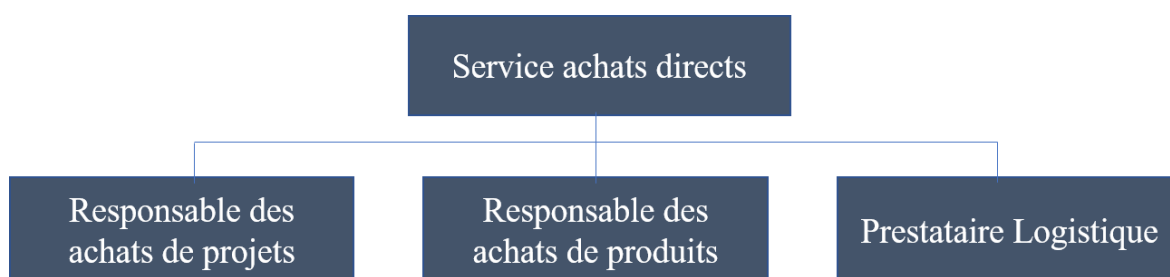 Service achats directs
Responsable des
achats de projets
Responsable des
achats de produits
Prestataire Logistique